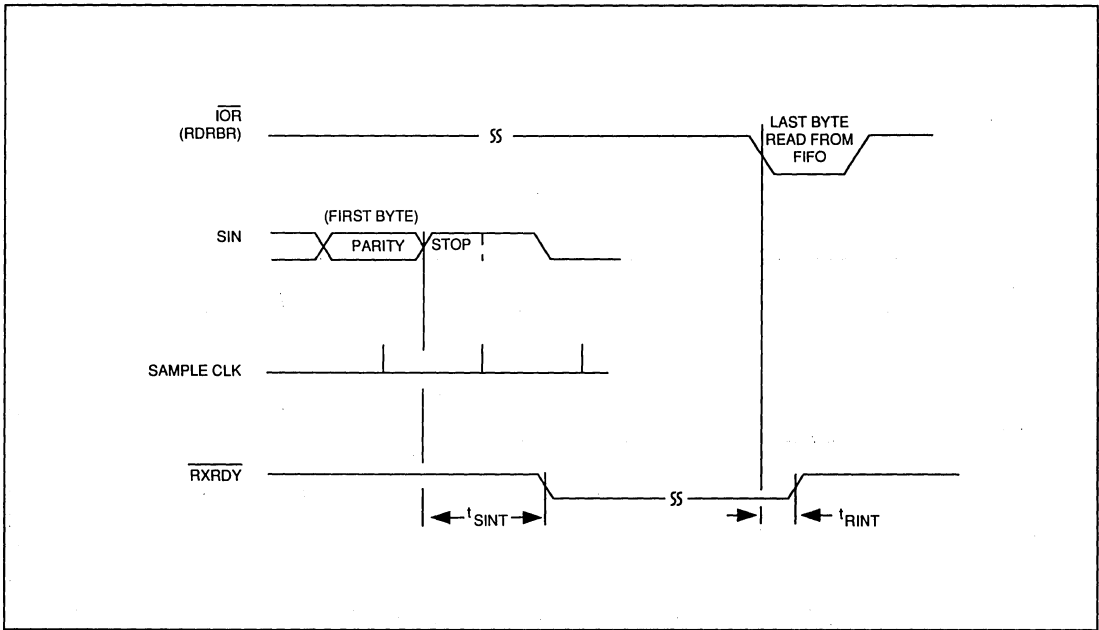 IOR
(RDRBR)
LAST BYTE
READ FROM
FIFO
(FIRST BYTE)
SIN
PARITY
STOP
SAMPLE CLK
RXRDY
tSINT
tRINT